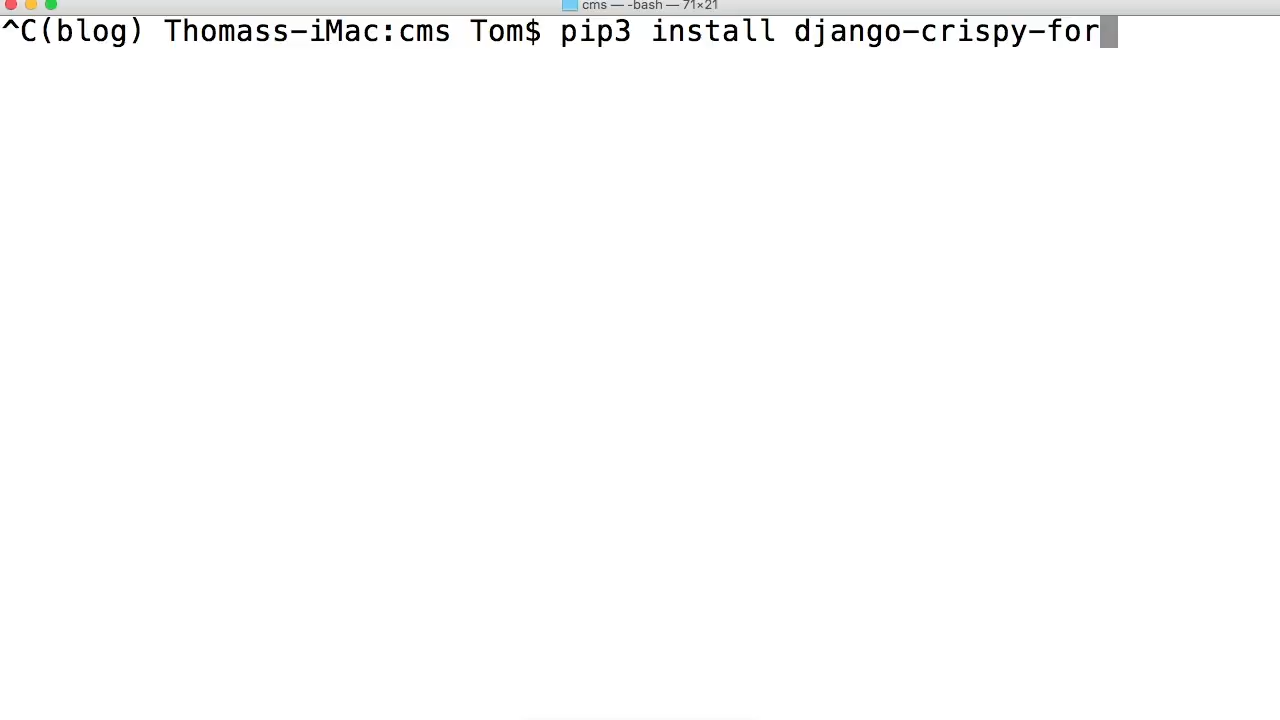 cms — -bash — 71×21
^C(blog) Thomass-iMac:cms Tom$ pip3 install django-crispy-for